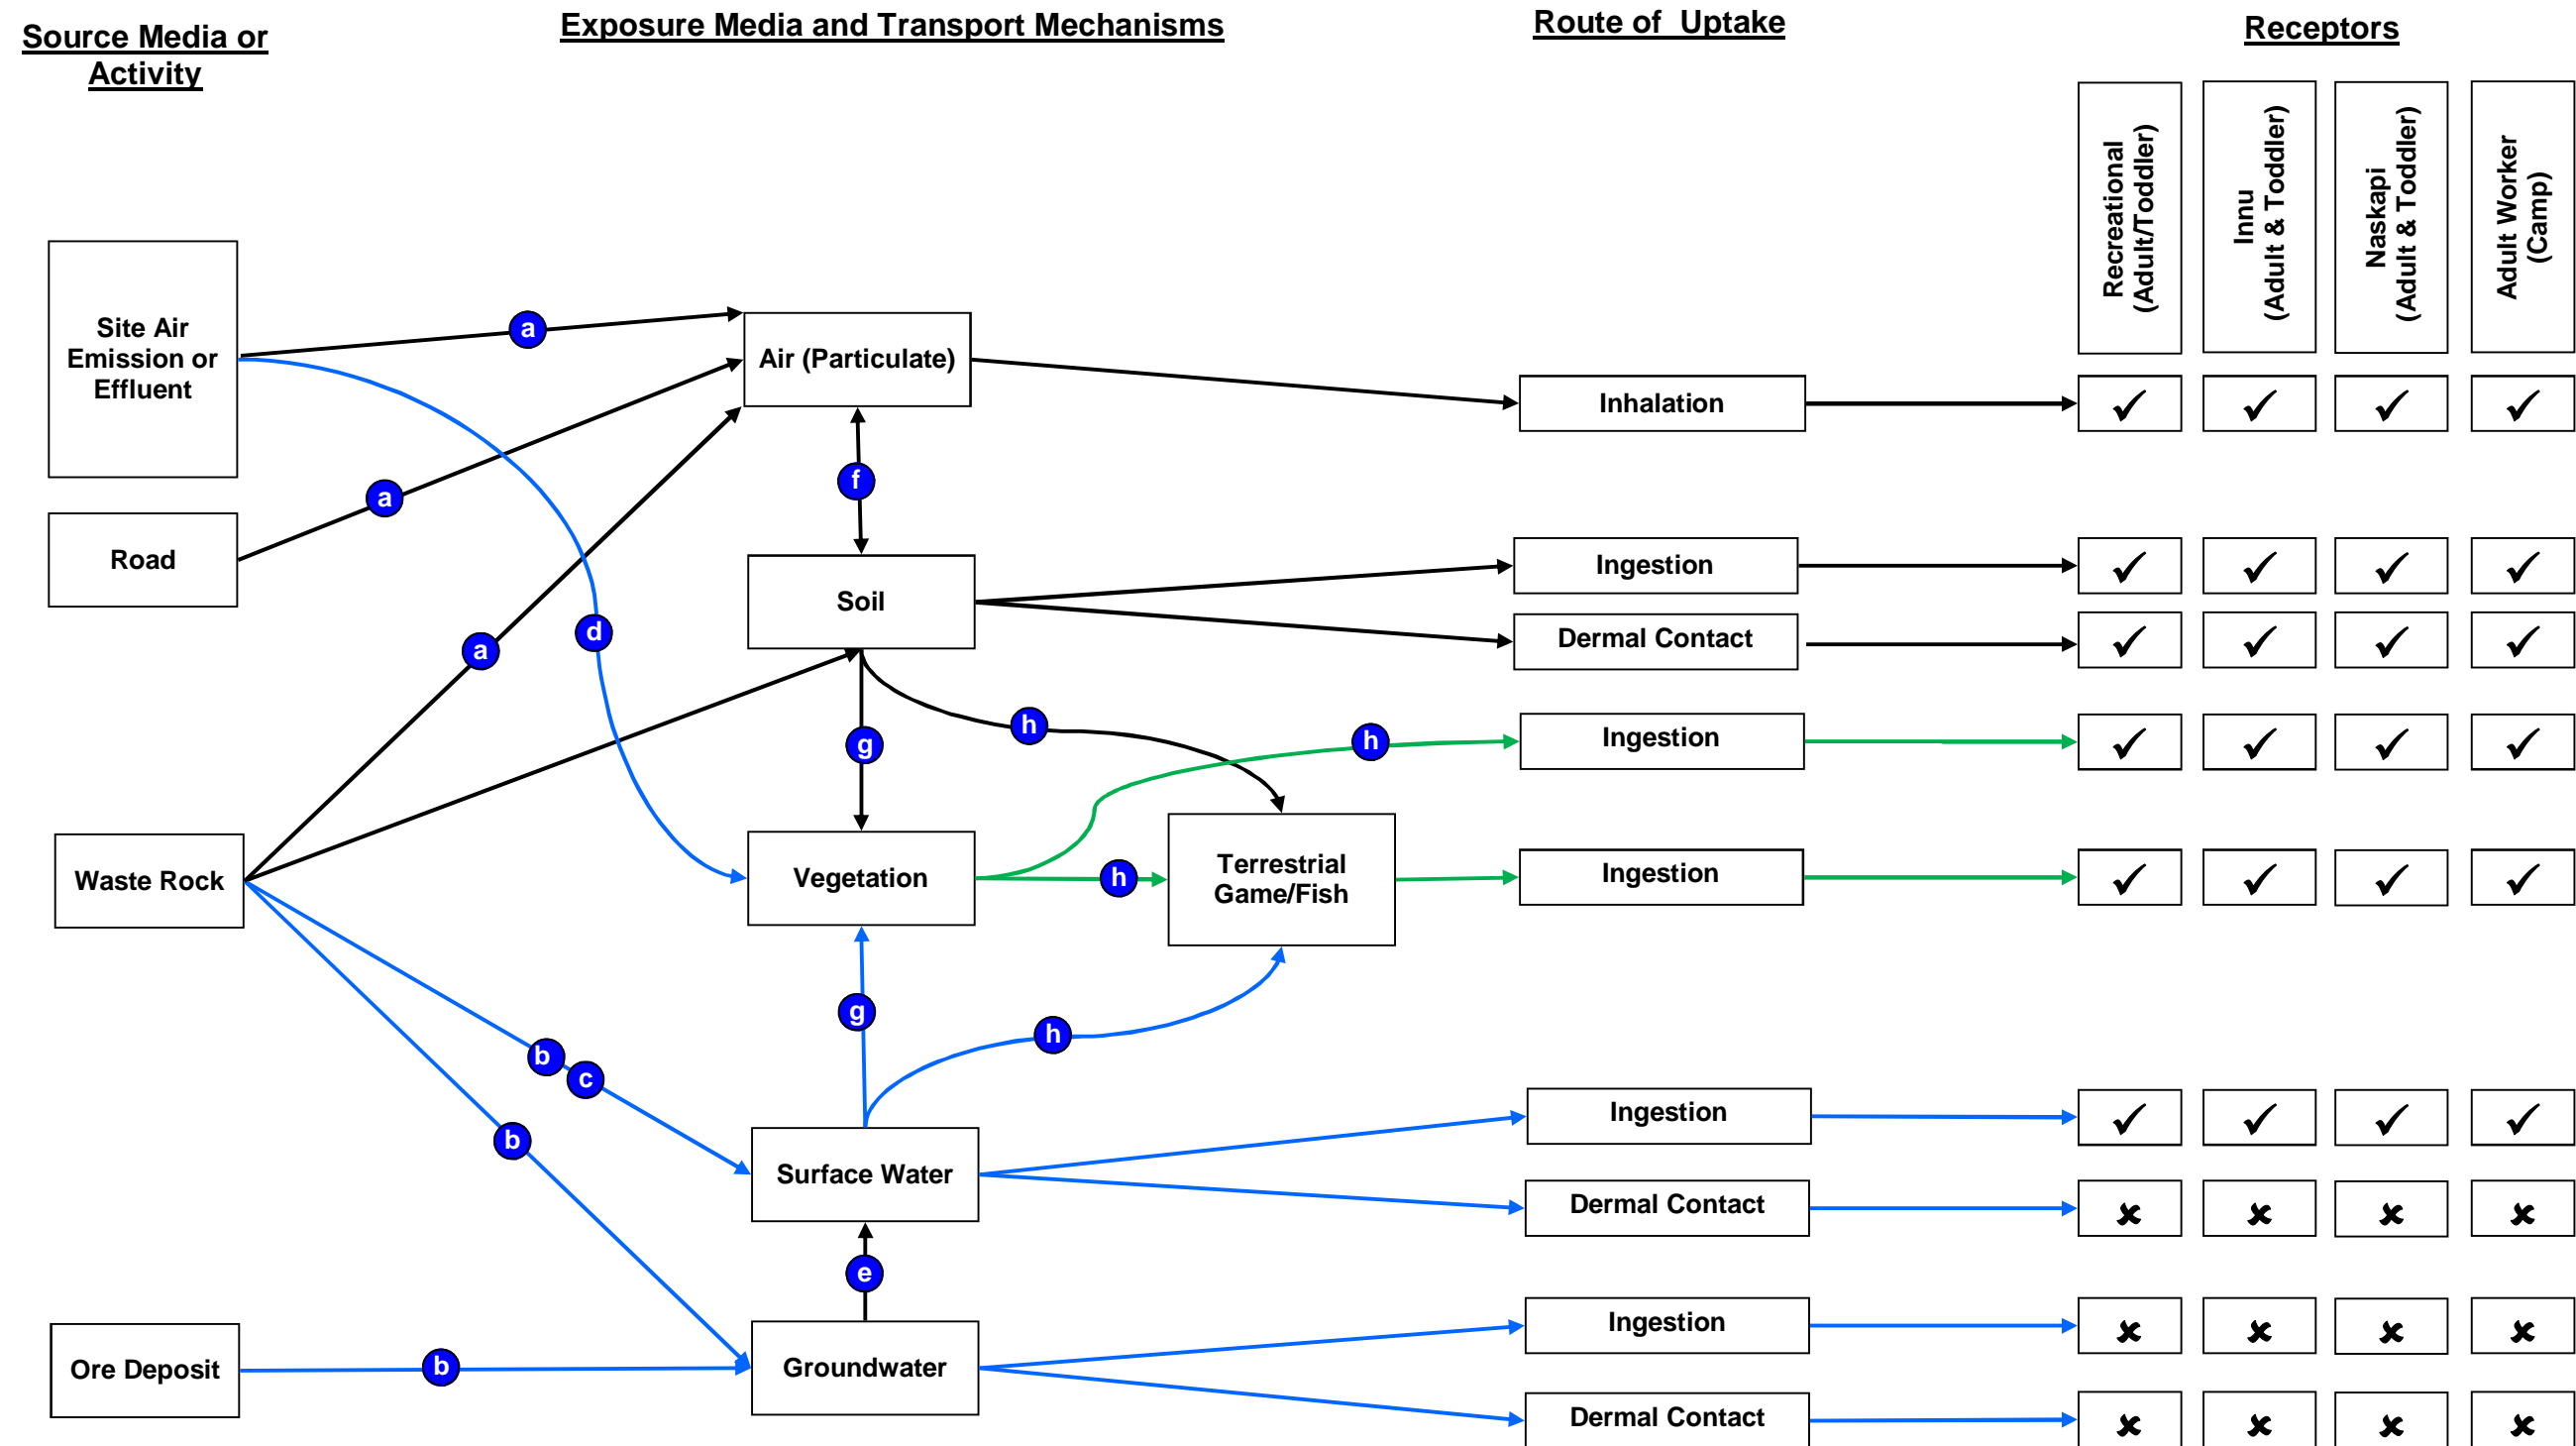 Source Media or
Activity
Exposure Media and Transport Mechanisms
Route of  Uptake
Receptors
Recreational
(Adult/Toddler)
Innu
(Adult & Toddler)
Naskapi
(Adult & Toddler)
Adult Worker
(Camp)
Site Air
Emission or
Effluent
a
Air (Particulate)
Inhalation
✓ ✓ ✓ ✓
f
a
Road
Soil
Ingestion
✓ ✓ ✓ ✓
d
a
Dermal Contact
✓ ✓ ✓ ✓
h
g
h
Ingestion
✓ ✓ ✓ ✓
Waste Rock
Vegetation
h
Terrestrial
Game/Fish
Ingestion
✓ ✓ ✓ ✓
g
h
b
c
b
Surface Water
Ingestion
✓ ✓ ✓ ✓
Dermal Contact
✗ ✗ ✗ ✗
e
Ore Deposit
b
Groundwater
Ingestion
✗ ✗ ✗ ✗
Dermal Contact
✗ ✗ ✗ ✗